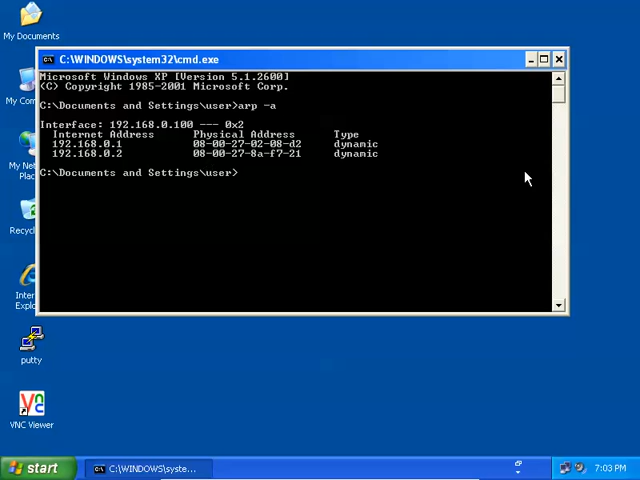 My Documents
C:\WINDOWS\system32\cmd.exe
Microsoft Windows XP [Version 5.1.2600]
(C) Copyright 1985-2001 Microsoft Corp.
C:\Documents and Settings\user>arp -a
Interface: 192.168.0.100 --- 0x2
Internet Address Physical Address Type
192.168.0.1 08-00-27-02-08-d2 dynamic
192.168.0.2 08-00-27-8a-f7-21 dynamic
C:\Documents and Settings\user>
My Com
My Net
Place
Recyc
Inter
Explo
putty
VNC Viewer
start
C:\WINDOWS\syste...
7:03 PM